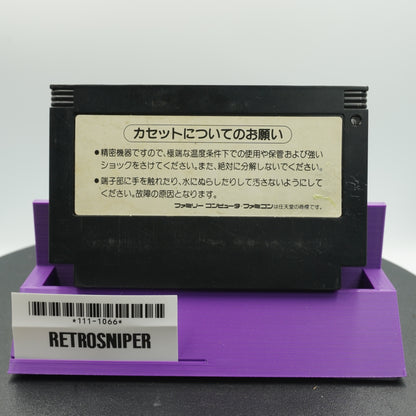 カセットについてのお願い
●精密機器ですので、極端な温度条件下での使用や保管および強い
ショックをさけてください。また、絶対に分解しないでください。
●端子部に手を触れたり、水にぬらしたりして汚さないようにして
ください。故障の原因となります。
ファミリー コンピュータ・ファミコンは任天堂の商標です。
*111-1066*
RETROSNIPER